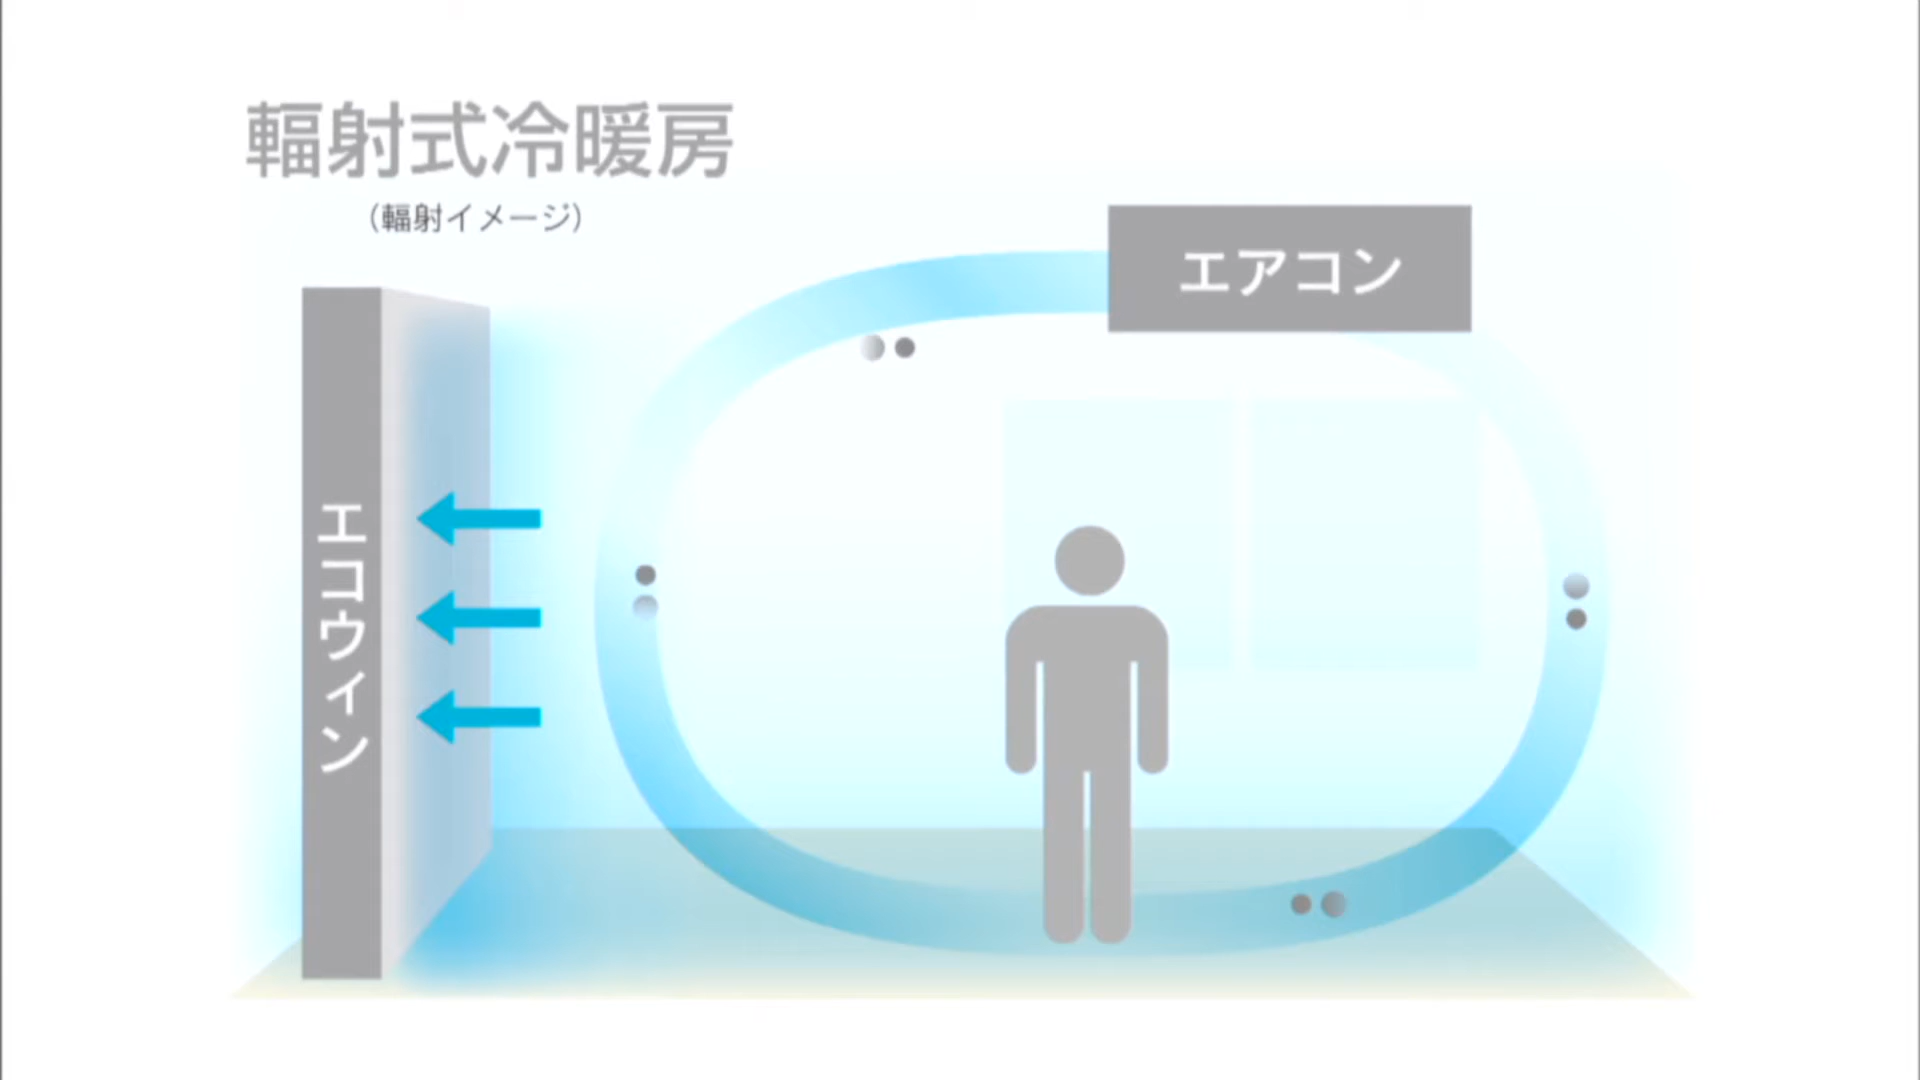 輻射式冷暖房
（輻射イメージ）
エアコン
エコウィン